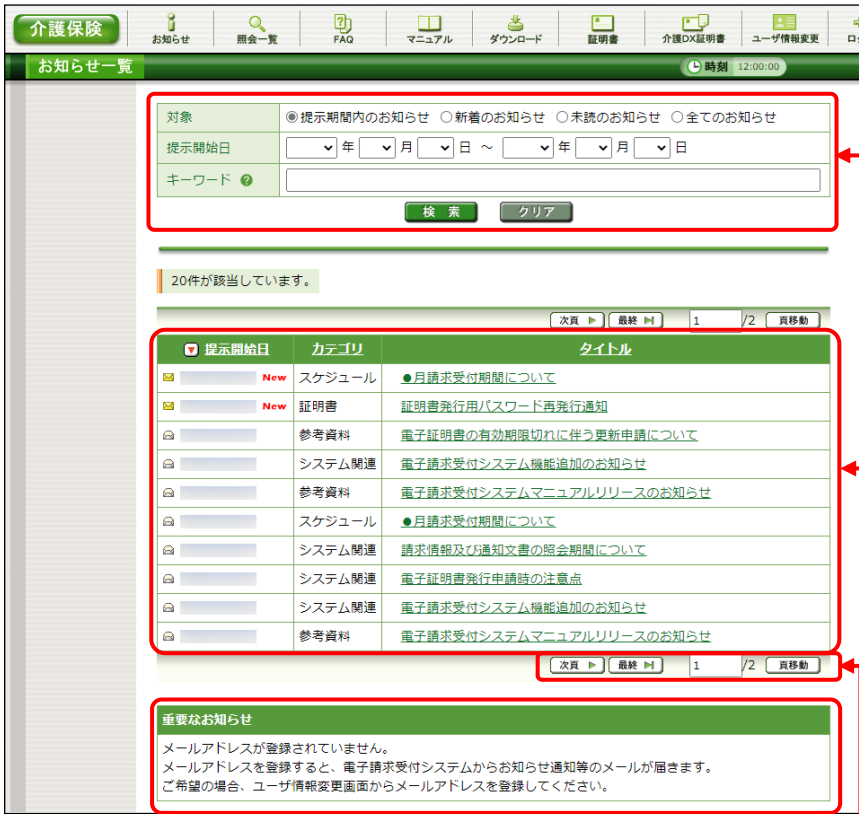 介護保険
お知らせ 照会一覧 FAQ マニュアル ダウンロード 証明書 介護DX証明書 ユーザ情報変更
お知らせ一覧 時刻 12:00:00
対象 提示期間内のお知らせ 新着のお知らせ 未読のお知らせ 全てのお知らせ
提示開始日 年 月 日 ～ 年 月 日
キーワード ?
検 索 クリア
20件が該当しています。
次頁 最終 1 /2 頁移動
提示開始日 カテゴリ タイトル
New スケジュール ●月請求受付期間について
New 証明書 証明書発行用パスワード再発行通知
参考資料 電子証明書の有効期限切れに伴う更新申請について
システム関連 電子請求受付システム機能追加のお知らせ
参考資料 電子請求受付システムマニュアルリリースのお知らせ
スケジュール ●月請求受付期間について
システム関連 請求情報及び通知文書の照会期間について
システム関連 電子証明書発行申請時の注意点
システム関連 電子請求受付システム機能追加のお知らせ
参考資料 電子請求受付システムマニュアルリリースのお知らせ
次頁 最終 1 /2 頁移動
重要なお知らせ
メールアドレスが登録されていません。
メールアドレスを登録すると、電子請求受付システムからお知らせ通知等のメールが届きます。
ご希望の場合、ユーザ情報変更画面からメールアドレスを登録してください。